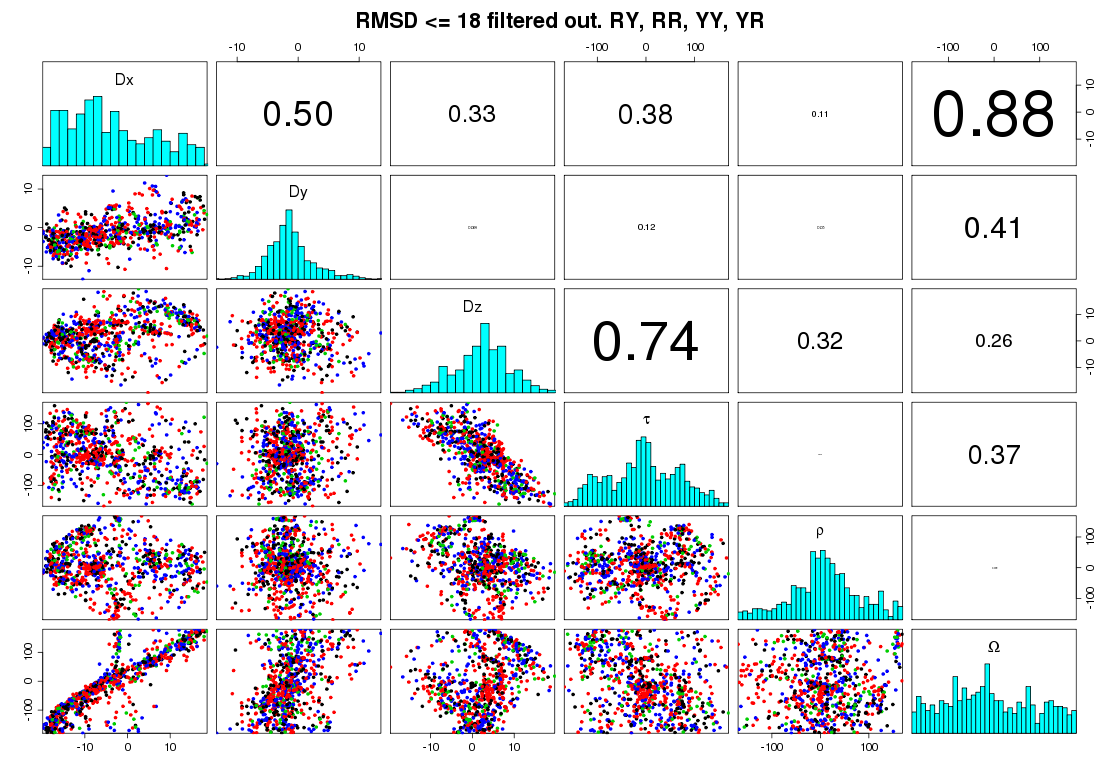 RMSD <= 18 filtered out. RY, RR, YY, YR
-10 0 10 -100 0 100 -100 0 100
Dx 0.50 0.33 0.38 0.11 0.88 -10 0 10
-10 0 10 Dy 0.12 0.41
Dz 0.74 0.32 0.26 -10 0 10
-100 0 100 τ 0.37
ρ -100 0 100
-100 0 100 Ω
-10 0 10 -10 0 10 -100 0 100